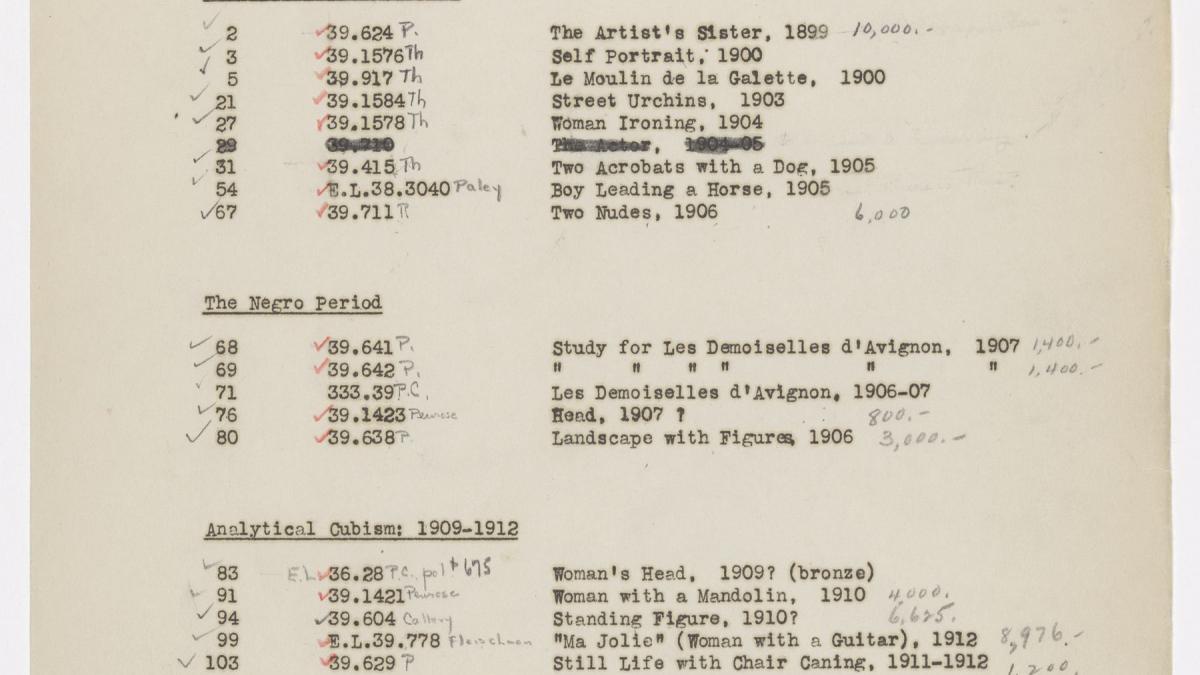 2 39.624 P. The Artist's Sister, 1899 10,000.-
3 39.1576 Th Self Portrait, 1900
5 39.917 Th Le Moulin de la Galette, 1900
21 39.1584 Th Street Urchins, 1903
27 39.1578 Th Woman Ironing, 1904
29 39.710 The Actor, 1904-05
31 39.415 Th Two Acrobats with a Dog, 1905
54 E.L.38.3040 Paley Boy Leading a Horse, 1905
67 39.711 Two Nudes, 1906 6,000
The Negro Period
68 39.641 P. Study for Les Demoiselles d'Avignon, 1907 1,400.-
69 39.642 P. " " " " " " 1,400.-
71 333.39 P.C. Les Demoiselles d'Avignon, 1906-07
76 39.1423 Penrose Head, 1907 ? 800.-
80 39.638 P Landscape with Figures, 1906 3,000.-
Analytical Cubism: 1909-1912
83 E.L. 36.28 P.C. $675 Woman's Head, 1909? (bronze)
91 39.1421 Penrose Woman with a Mandolin, 1910 4,000.
94 39.604 Callery Standing Figure, 1910? 6,625.
99 E.L.39.778 Fleischman "Ma Jolie" (Woman with a Guitar), 1912 8,976.-
103 39.629 P Still Life with Chair Caning, 1911-1912 1,200.